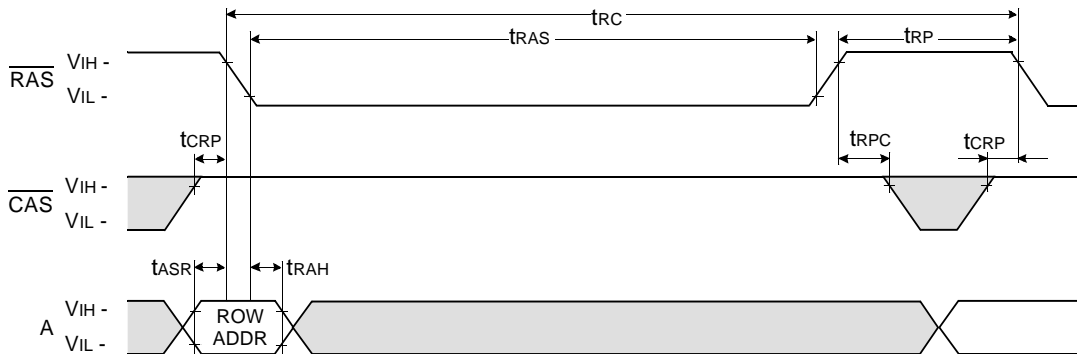 tRC
tRAS
tRP
RAS
VIH -
VIL -
tCRP
tRPC
tCRP
CAS
VIH -
VIL -
tASR
tRAH
A
VIH -
VIL -
ROW
ADDR